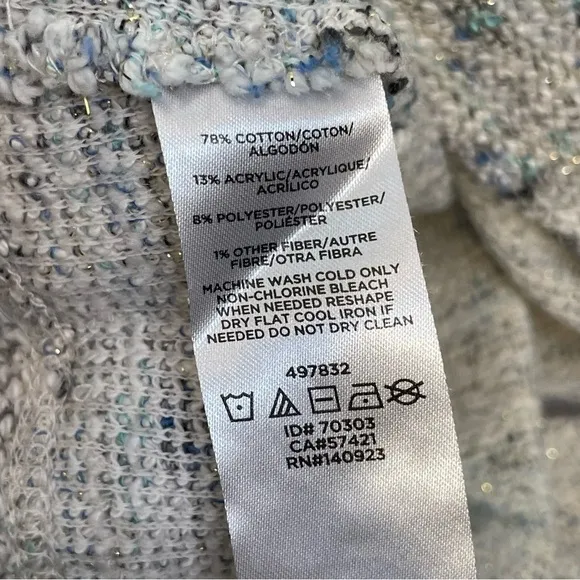 78% COTTON/COTON/
ALGODÓN
13% ACRYLIC/ACRYLIQUE/
ACRÍLICO
8% POLYESTER/POLYESTER/
POLIÉSTER
1% OTHER FIBER/AUTRE
FIBRE/OTRA FIBRA
MACHINE WASH COLD ONLY
NON-CHLORINE BLEACH
WHEN NEEDED RESHAPE
DRY FLAT COOL IRON IF
NEEDED DO NOT DRY CLEAN
497832
ID# 70303
CA#57421
RN#140923